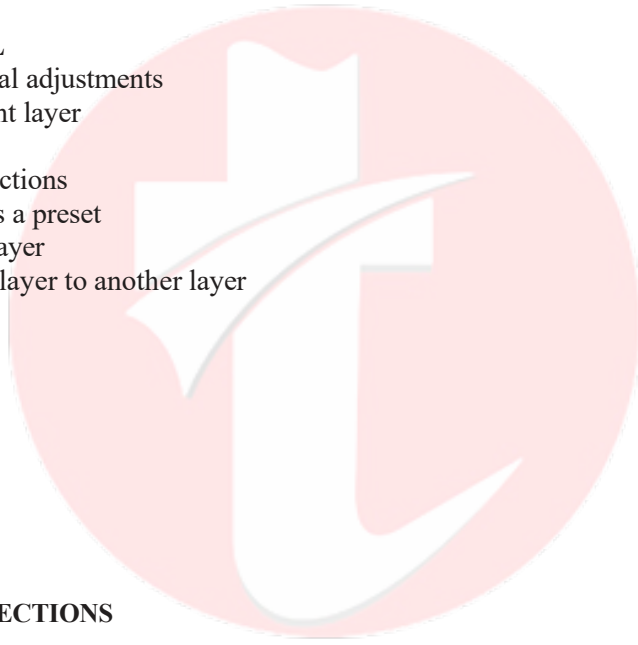 al adjustments
nt layer
ctions
s a preset
ayer
layer to another layer
ECTIONS